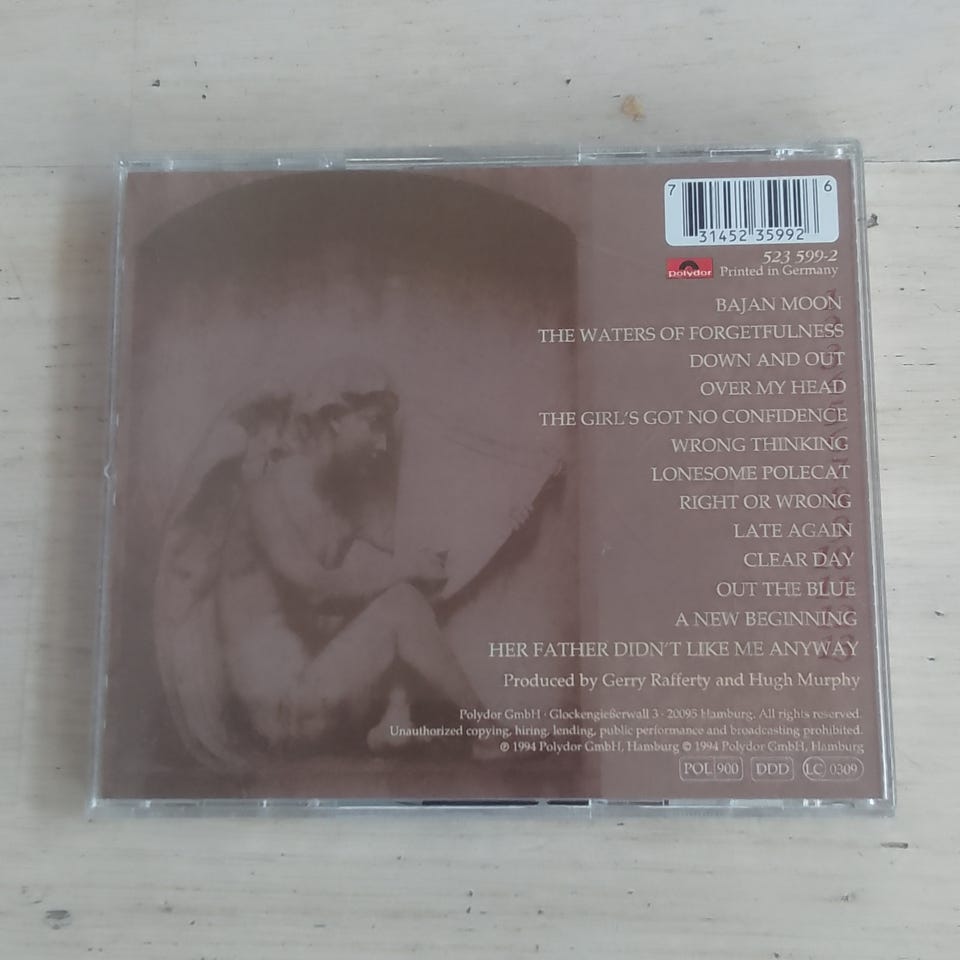 7 31452 35992 6
523 599-2
polydor Printed in Germany
BAJAN MOON
THE WATERS OF FORGETFULNESS
DOWN AND OUT
OVER MY HEAD
THE GIRL'S GOT NO CONFIDENCE
WRONG THINKING
LONESOME POLECAT
RIGHT OR WRONG
LATE AGAIN
CLEAR DAY
OUT THE BLUE
A NEW BEGINNING
HER FATHER DIDN'T LIKE ME ANYWAY
Produced by Gerry Rafferty and Hugh Murphy
Polydor GmbH · Glockengießerwall 3 · 20095 Hamburg. All rights reserved.
Unauthorized copying, hiring, lending, public performance and broadcasting prohibited.
℗ 1994 Polydor GmbH, Hamburg © 1994 Polydor GmbH, Hamburg
POL 900 DDD LC 0309